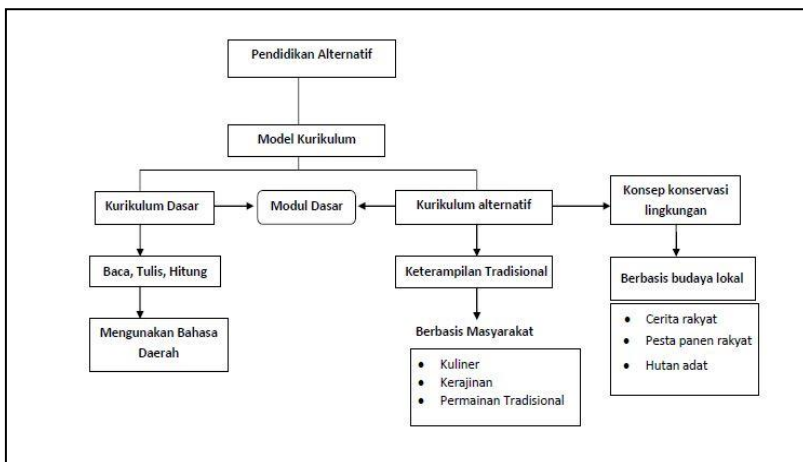 Pendidikan Alternatif
Model Kurikulum
Kurikulum Dasar
Modul Dasar
Kurikulum alternatif
Konsep konservasi
lingkungan
Baca, Tulis, Hitung
Keterampilan Tradisional
Berbasis budaya lokal
Mengunakan Bahasa
Daerah
Berbasis Masyarakat
• Kuliner
• Kerajinan
• Permainan Tradisional
• Cerita rakyat
• Pesta panen rakyat
• Hutan adat